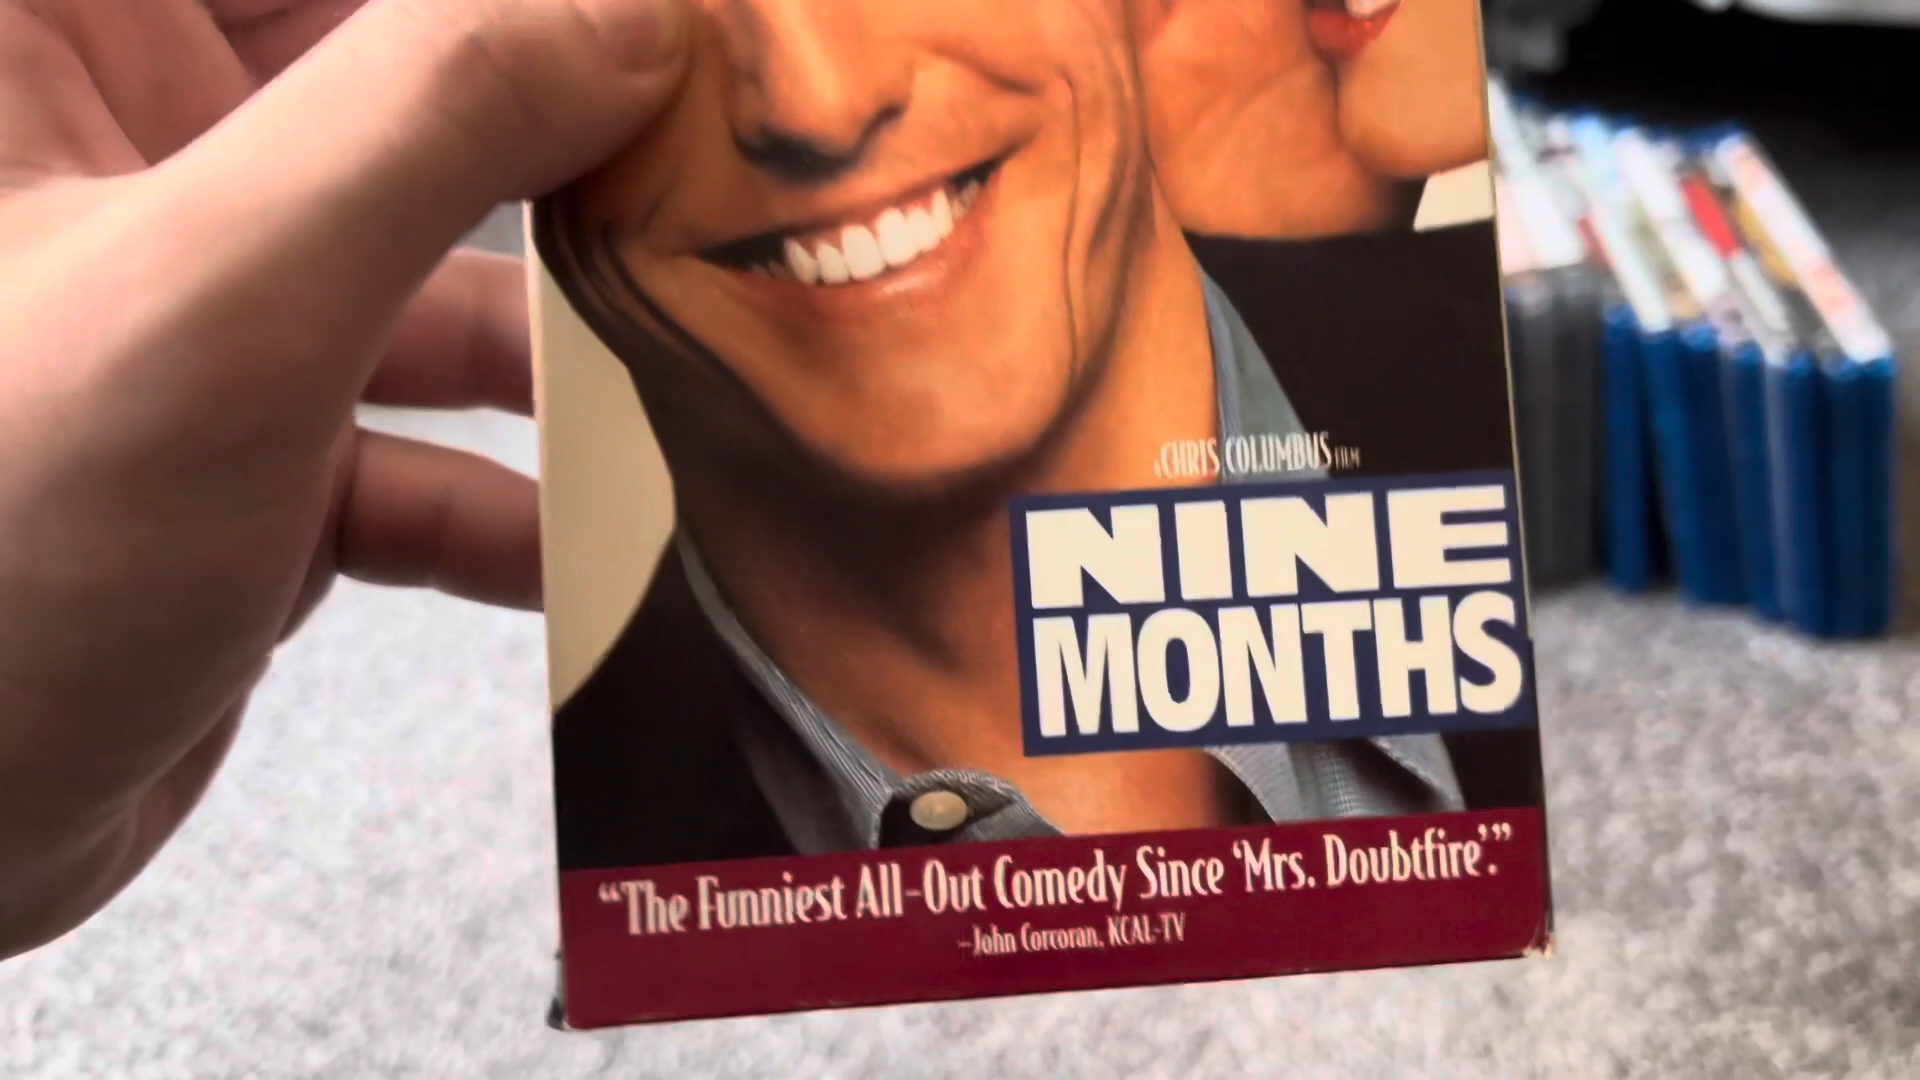 A CHRIS COLUMBUS FILM
NINE
MONTHS
“The Funniest All-Out Comedy Since ‘Mrs. Doubtfire’.”
–John Corcoran, KCAL-TV